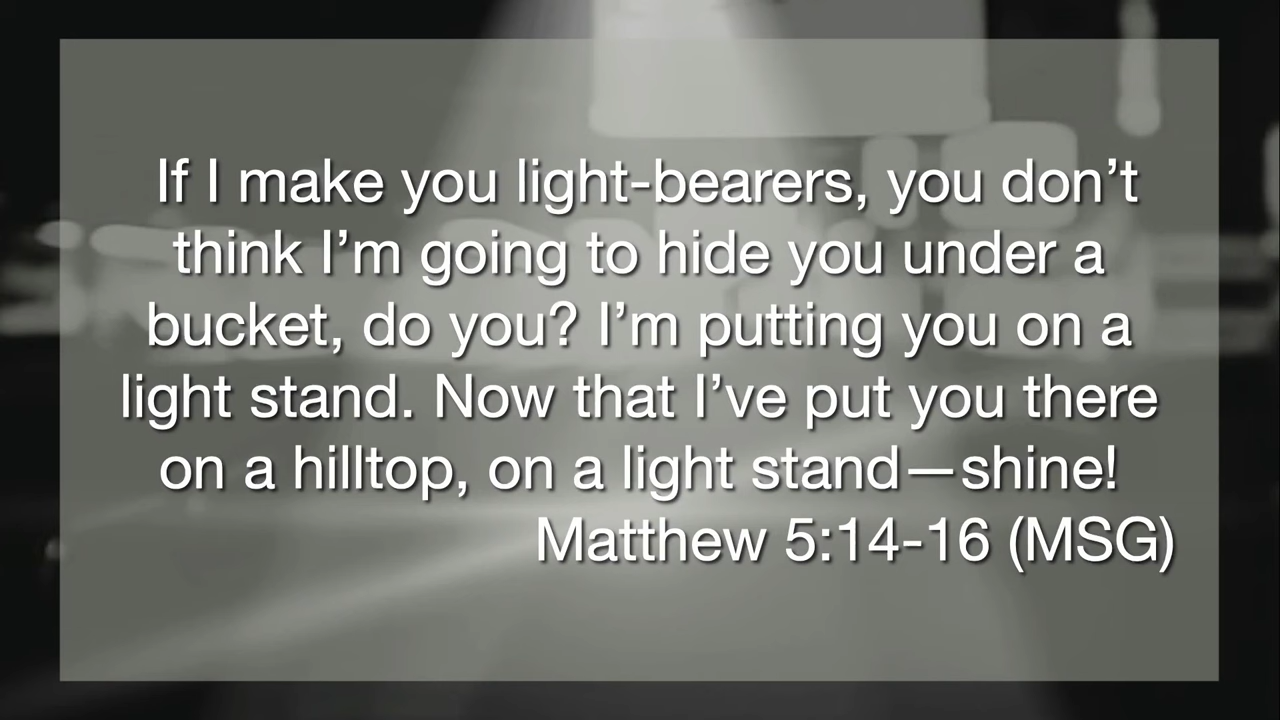 If I make you light-bearers, you don’t
think I’m going to hide you under a
bucket, do you? I’m putting you on a
light stand. Now that I’ve put you there
on a hilltop, on a light stand—shine!
Matthew 5:14-16 (MSG)